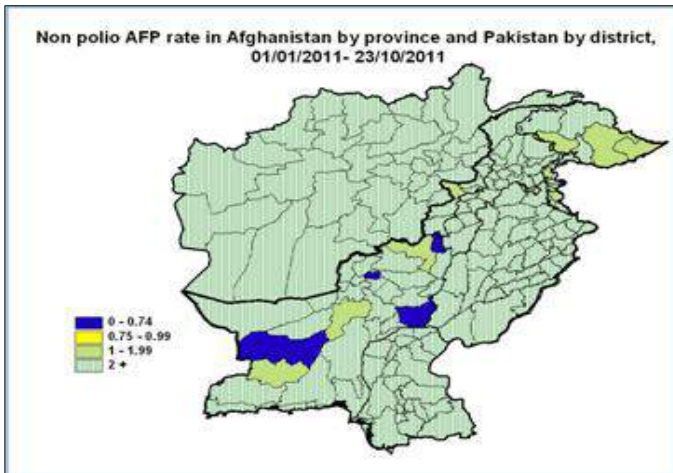 Non polio AFP rate in Afghanistan by province and Pakistan by district,
01/01/2011- 23/10/2011
0 - 0.74
0.75 - 0.99
1 - 1.99
2 +